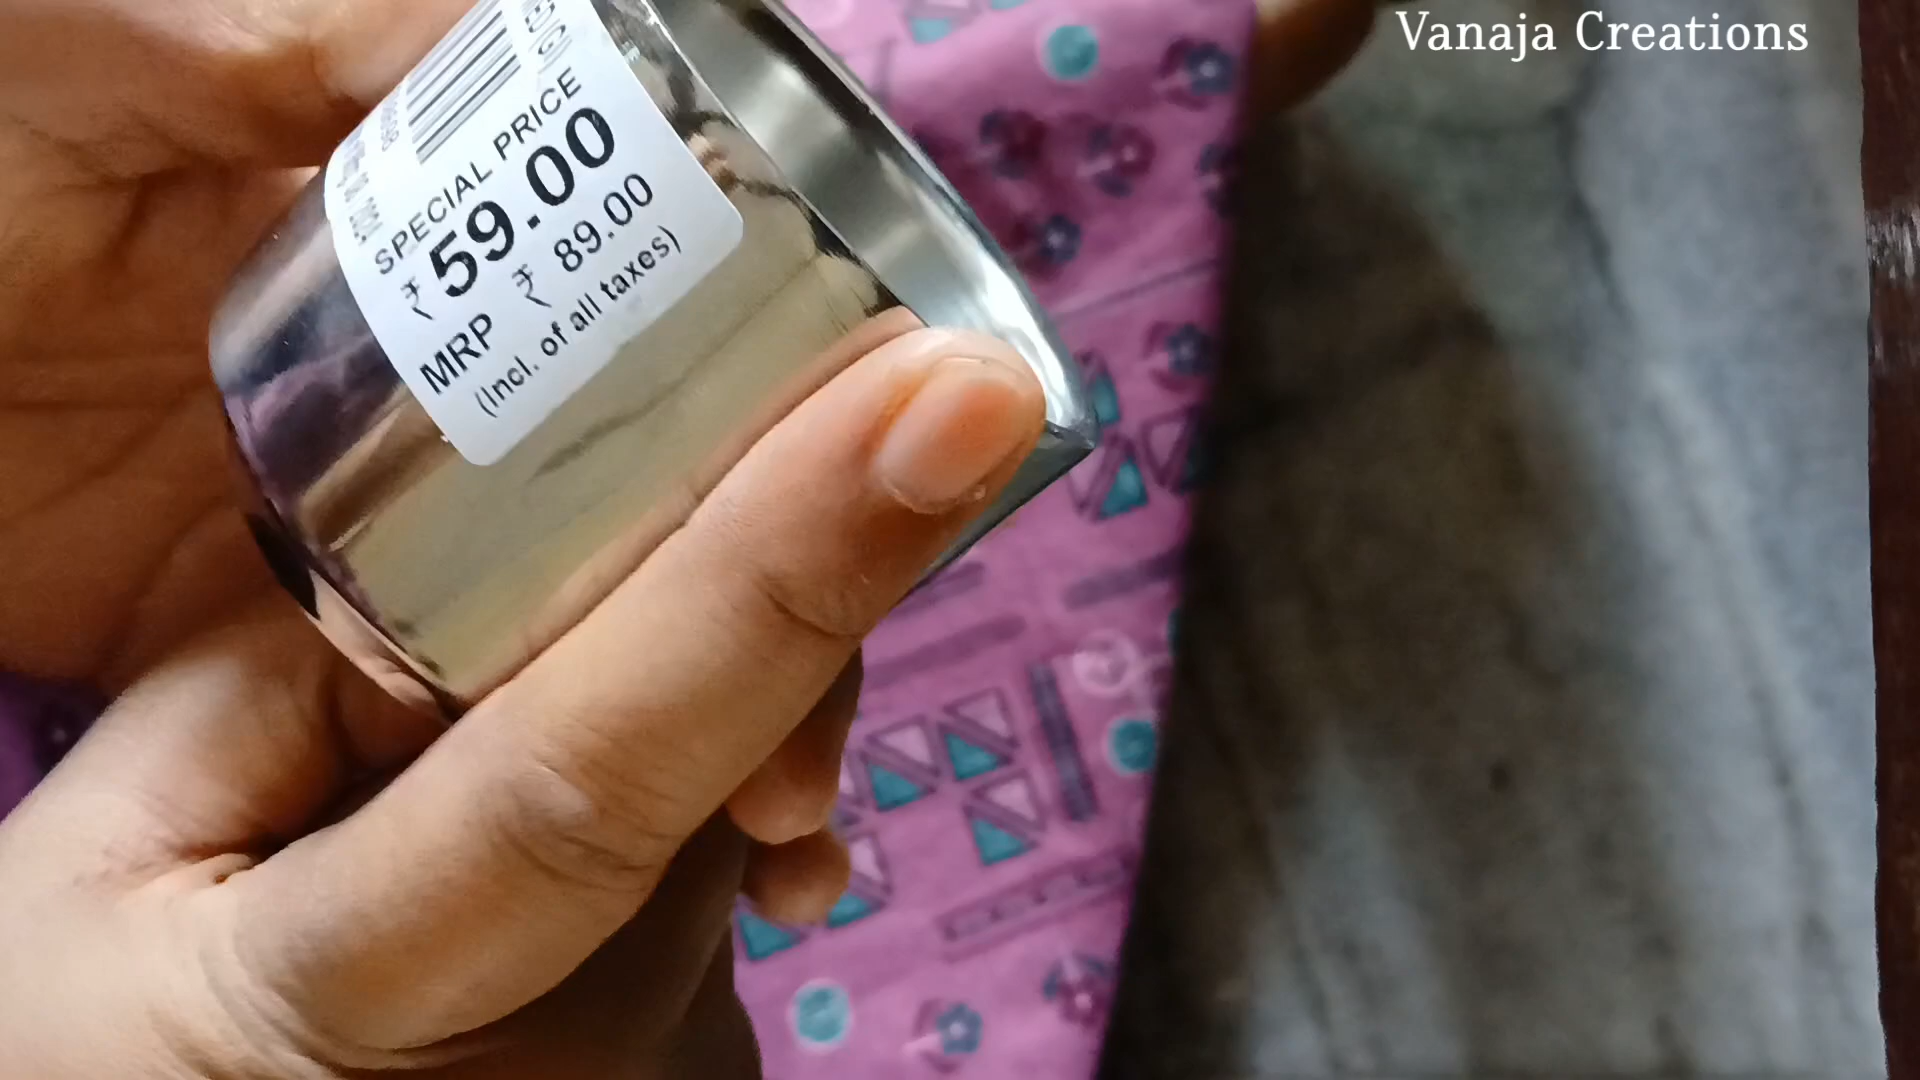 Vanaja Creations
SPECIAL PRICE
₹ 59.00
MRP ₹ 89.00
(Incl. of all taxes)